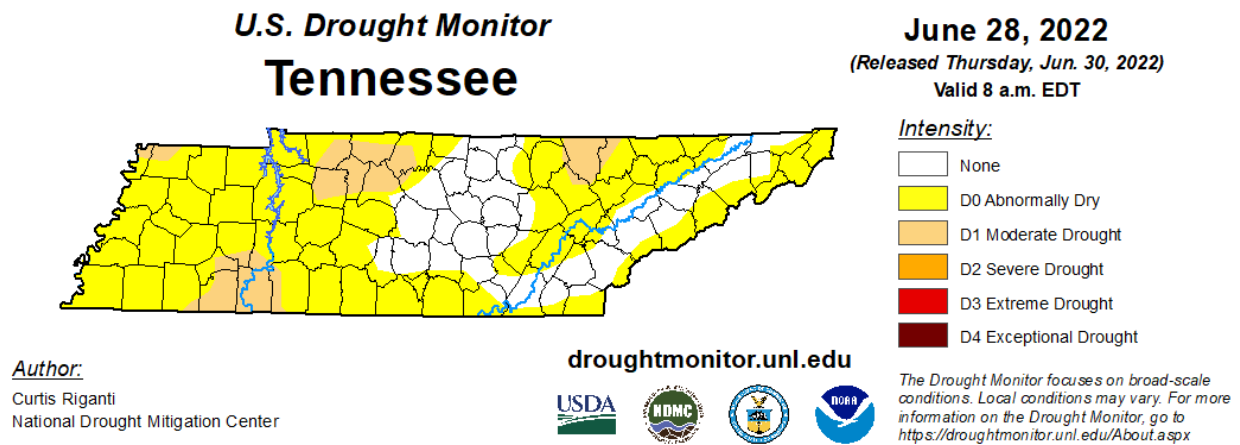 U.S. Drought Monitor
Tennessee
June 28, 2022
(Released Thursday, Jun. 30, 2022)
Valid 8 a.m. EDT
Intensity:
None
D0 Abnormally Dry
D1 Moderate Drought
D2 Severe Drought
D3 Extreme Drought
D4 Exceptional Drought
Author:
Curtis Riganti
National Drought Mitigation Center
droughtmonitor.unl.edu
USDA
NDMC
NOAA
The Drought Monitor focuses on broad-scale
conditions. Local conditions may vary. For more
information on the Drought Monitor, go to
https://droughtmonitor.unl.edu/About.aspx